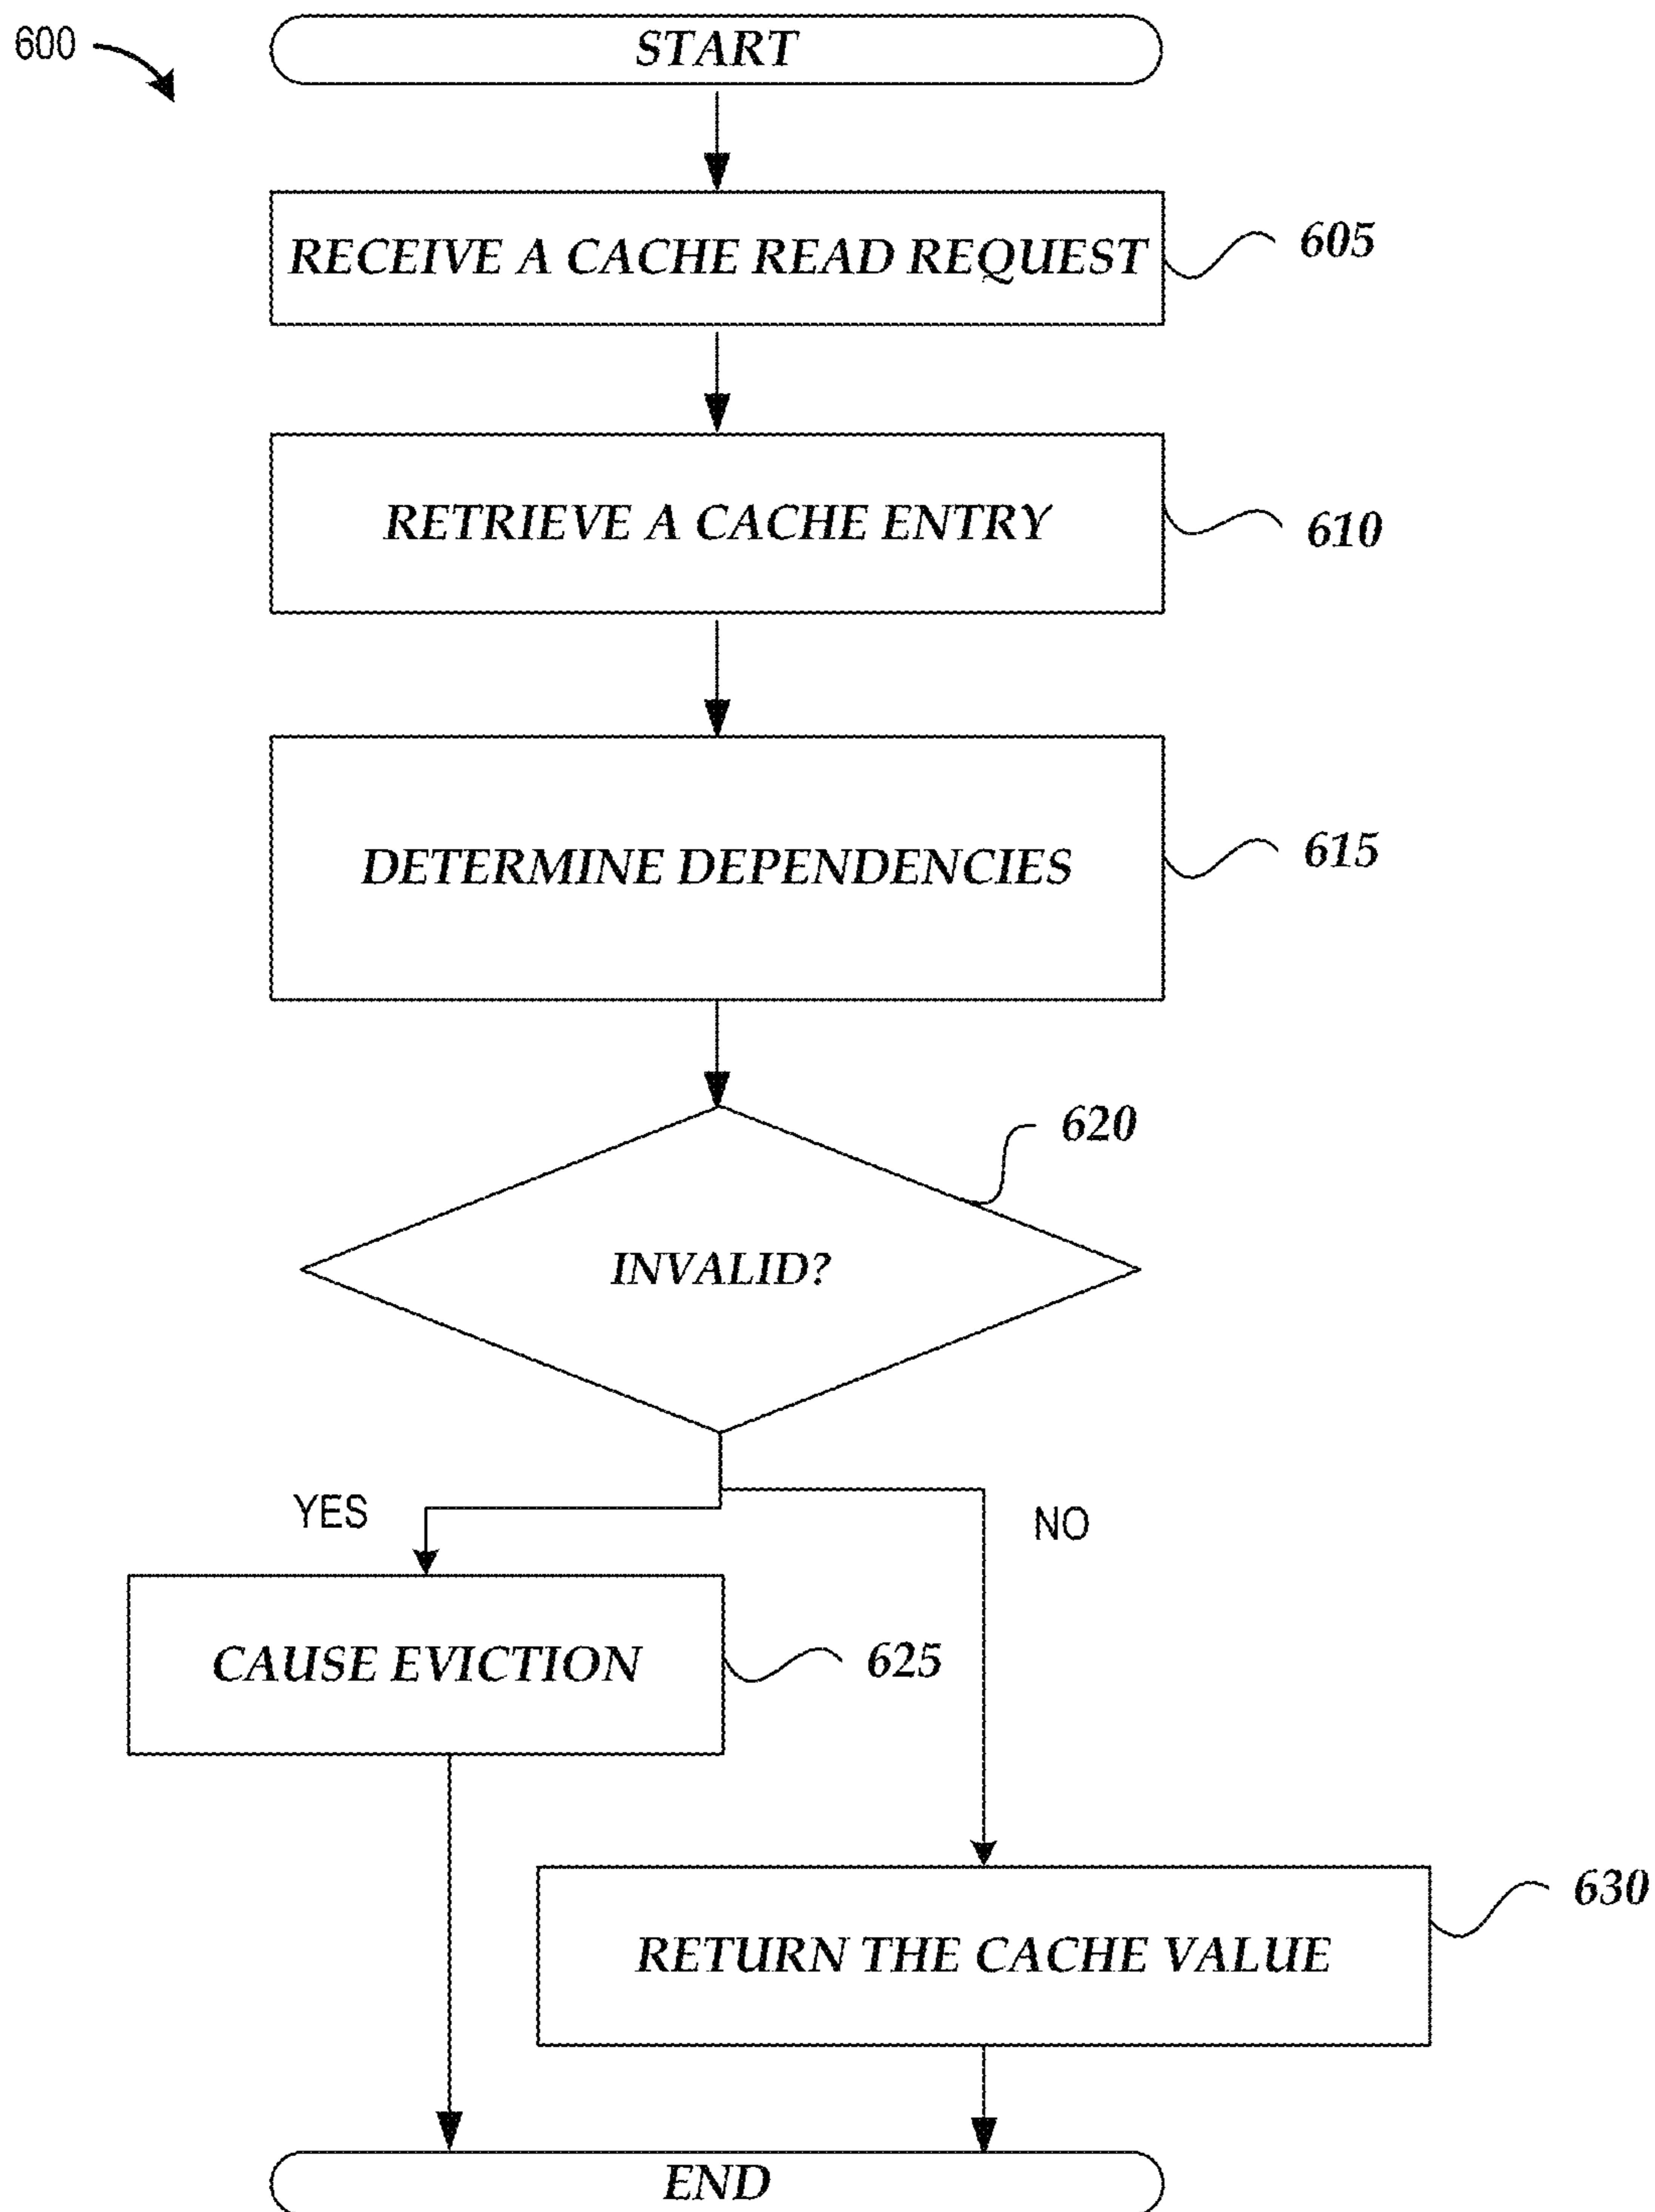 600
START
RECEIVE A CACHE READ REQUEST
605
RETRIEVE A CACHE ENTRY
610
DETERMINE DEPENDENCIES
615
620
INVALID?
YES
NO
CAUSE EVICTION
625
RETURN THE CACHE VALUE
630
END